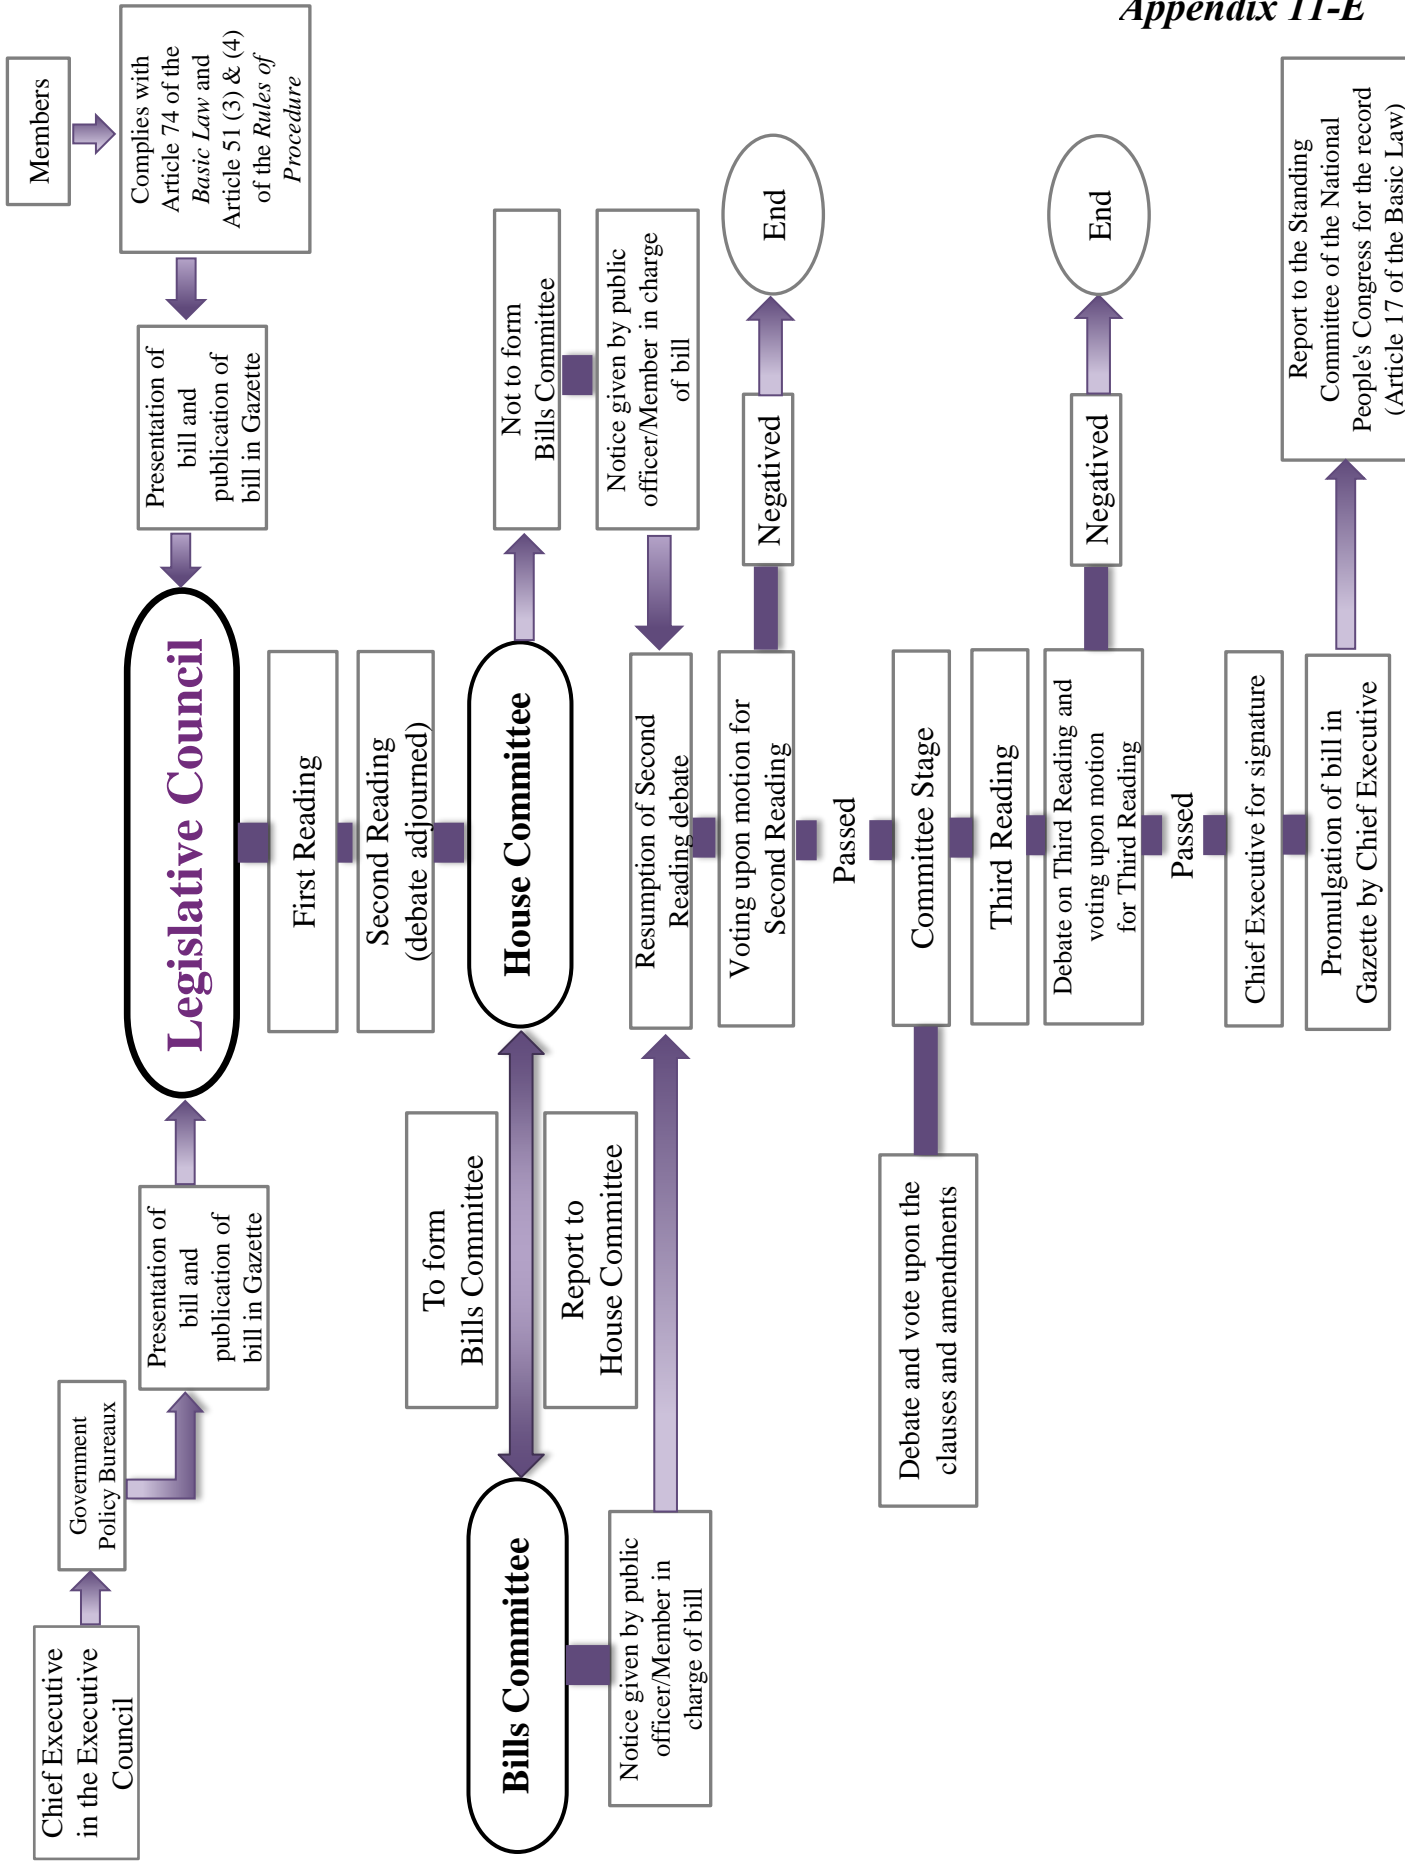 Appendix 11-E
Chief Executive
in the Executive
Council
Government
Policy Bureaux
Presentation of
bill and
publication of
bill in Gazette
Legislative Council
Presentation of
bill and
publication of
bill in Gazette
Complies with
Article 74 of the
Basic Law and
Article 51 (3) & (4)
of the Rules of
Procedure
Members
First Reading
Second Reading
(debate adjourned)
Bills Committee
To form
Bills Committee
Report to
House Committee
House Committee
Not to form
Bills Committee
Notice given by public
officer/Member in
charge of bill
Notice given by public
officer/Member in charge
of bill
Resumption of Second
Reading debate
Voting upon motion for
Second Reading
Negatived
End
Passed
Debate and vote upon the
clauses and amendments
Committee Stage
Third Reading
Debate on Third Reading and
voting upon motion
for Third Reading
Negatived
End
Passed
Chief Executive for signature
Promulgation of bill in
Gazette by Chief Executive
Report to the Standing
Committee of the National
People's Congress for the record
(Article 17 of the Basic Law)